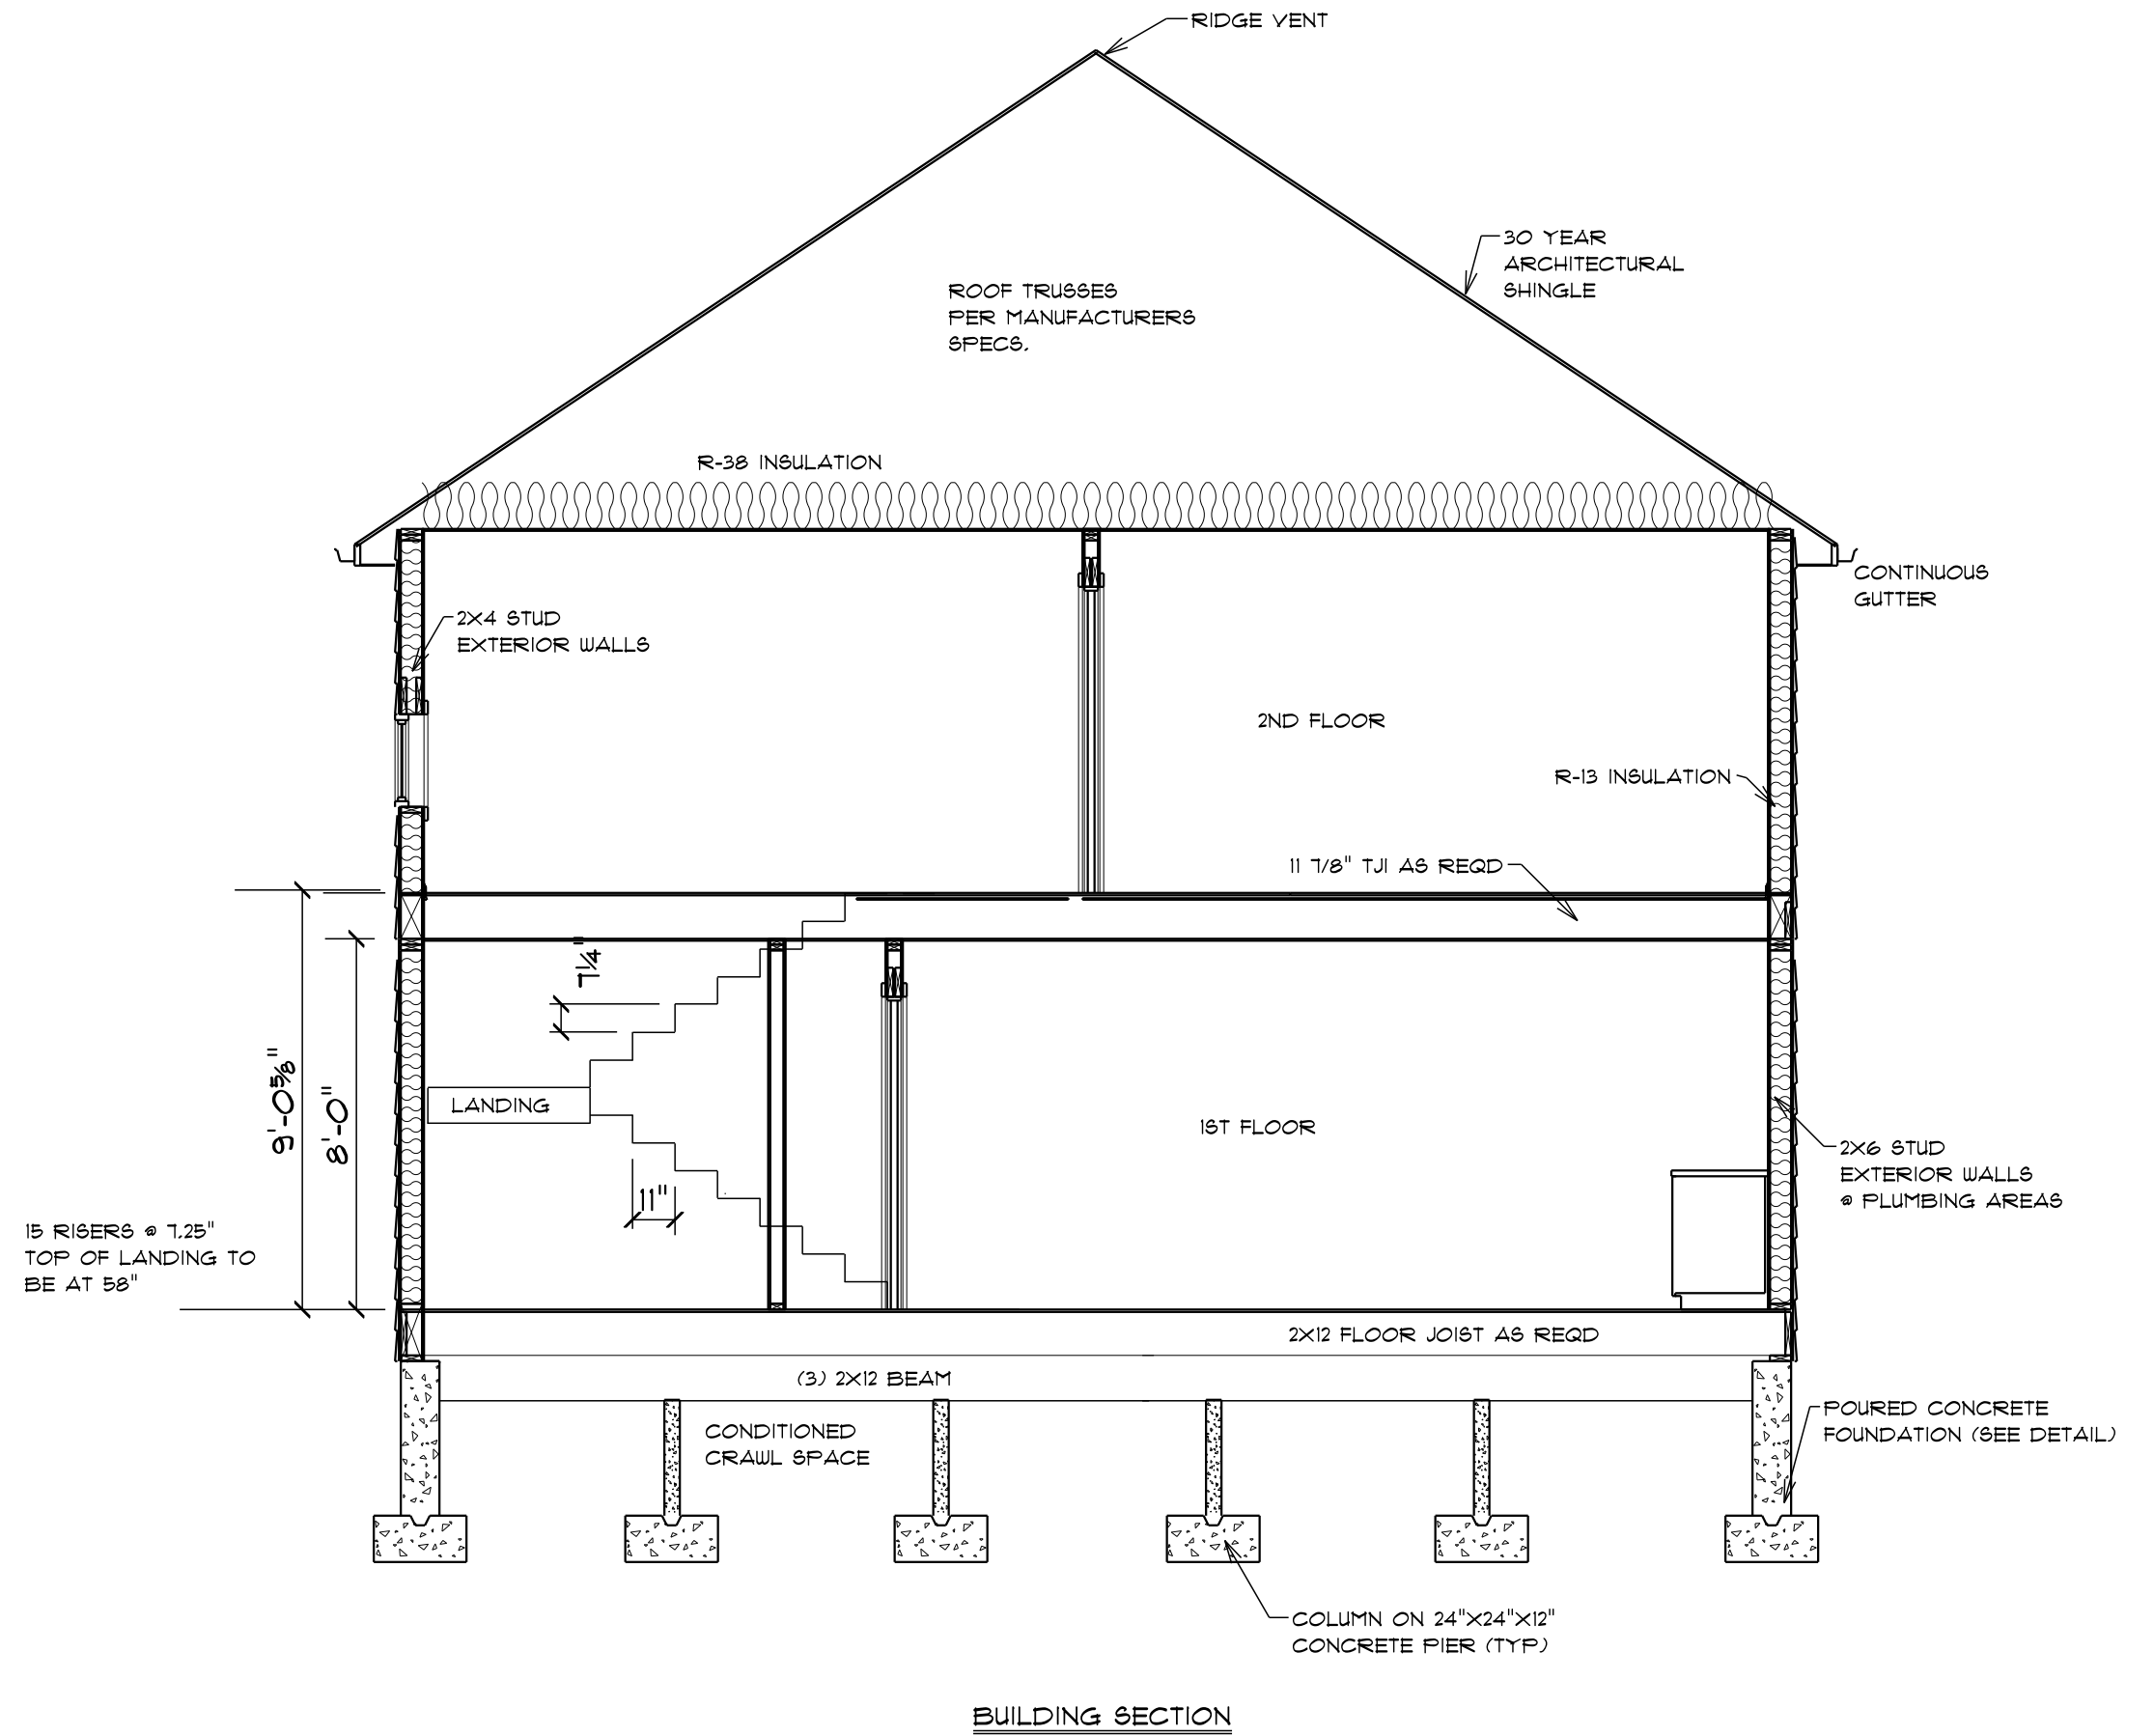 RIDGE VENT
30 YEAR
ARCHITECTURAL
SHINGLE
ROOF TRUSSES
PER MANUFACTURERS
SPECS.
R-38 INSULATION
CONTINUOUS
GUTTER
2X4 STUD
EXTERIOR WALLS
2ND FLOOR
R-13 INSULATION
11 7/8" TJI AS REQD
7 1/4"
9'-0 5/8"
8'-0"
LANDING
1ST FLOOR
2X6 STUD
EXTERIOR WALLS
@ PLUMBING AREAS
11"
15 RISERS @ 7.25"
TOP OF LANDING TO
BE AT 58"
2X12 FLOOR JOIST AS REQD
(3) 2X12 BEAM
CONDITIONED
CRAWL SPACE
POURED CONCRETE
FOUNDATION (SEE DETAIL)
COLUMN ON 24"X24"X12"
CONCRETE PIER (TYP)
BUILDING SECTION